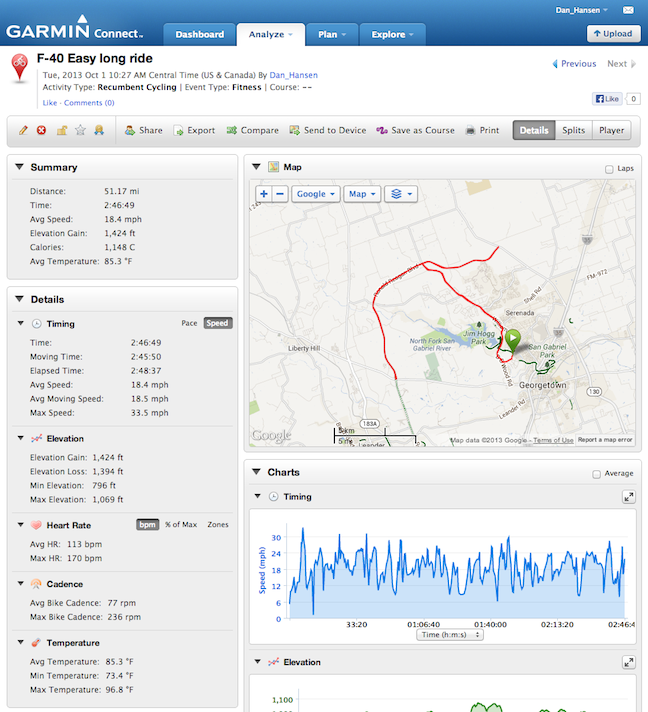 Dan_Hansen
GARMIN Connect™
Dashboard Analyze Plan Explore
Upload
F-40 Easy long ride
Previous Next
Tue, 2013 Oct 1 10:27 AM Central Time (US & Canada) By Dan_Hansen
Activity Type: Recumbent Cycling | Event Type: Fitness | Course: --
Like · Comments (0)
Like 0
Share Export Compare Send to Device Save as Course Print Details Splits Player
Summary
Distance: 51.17 mi
Time: 2:46:49
Avg Speed: 18.4 mph
Elevation Gain: 1,424 ft
Calories: 1,148 C
Avg Temperature: 85.3 °F
Details
Timing Pace Speed
Time: 2:46:49
Moving Time: 2:45:50
Elapsed Time: 2:48:37
Avg Speed: 18.4 mph
Avg Moving Speed: 18.5 mph
Max Speed: 33.5 mph
Elevation
Elevation Gain: 1,424 ft
Elevation Loss: 1,394 ft
Min Elevation: 796 ft
Max Elevation: 1,069 ft
Heart Rate bpm % of Max Zones
Avg HR: 113 bpm
Max HR: 170 bpm
Cadence
Avg Bike Cadence: 77 rpm
Max Bike Cadence: 236 rpm
Temperature
Avg Temperature: 85.3 °F
Min Temperature: 73.4 °F
Max Temperature: 96.8 °F
Map Laps
+ − Google Map
FM-972
Shell Rd
Serenada
Jim Hogg
Park
North Fork San
Gabriel River
San Gabriel
Park
Liberty Hill
Georgetown
130
Leander Rd
183A
5 km
5 mi
Leander
Google
Map data ©2013 Google - Terms of Use Report a map error
Charts Average
Timing
Speed (mph)
30
24
18
12
6
0
33:20 01:06:40 01:40:00 02:13:20 02:46:4
Time (h:m:s)
Elevation
1,100